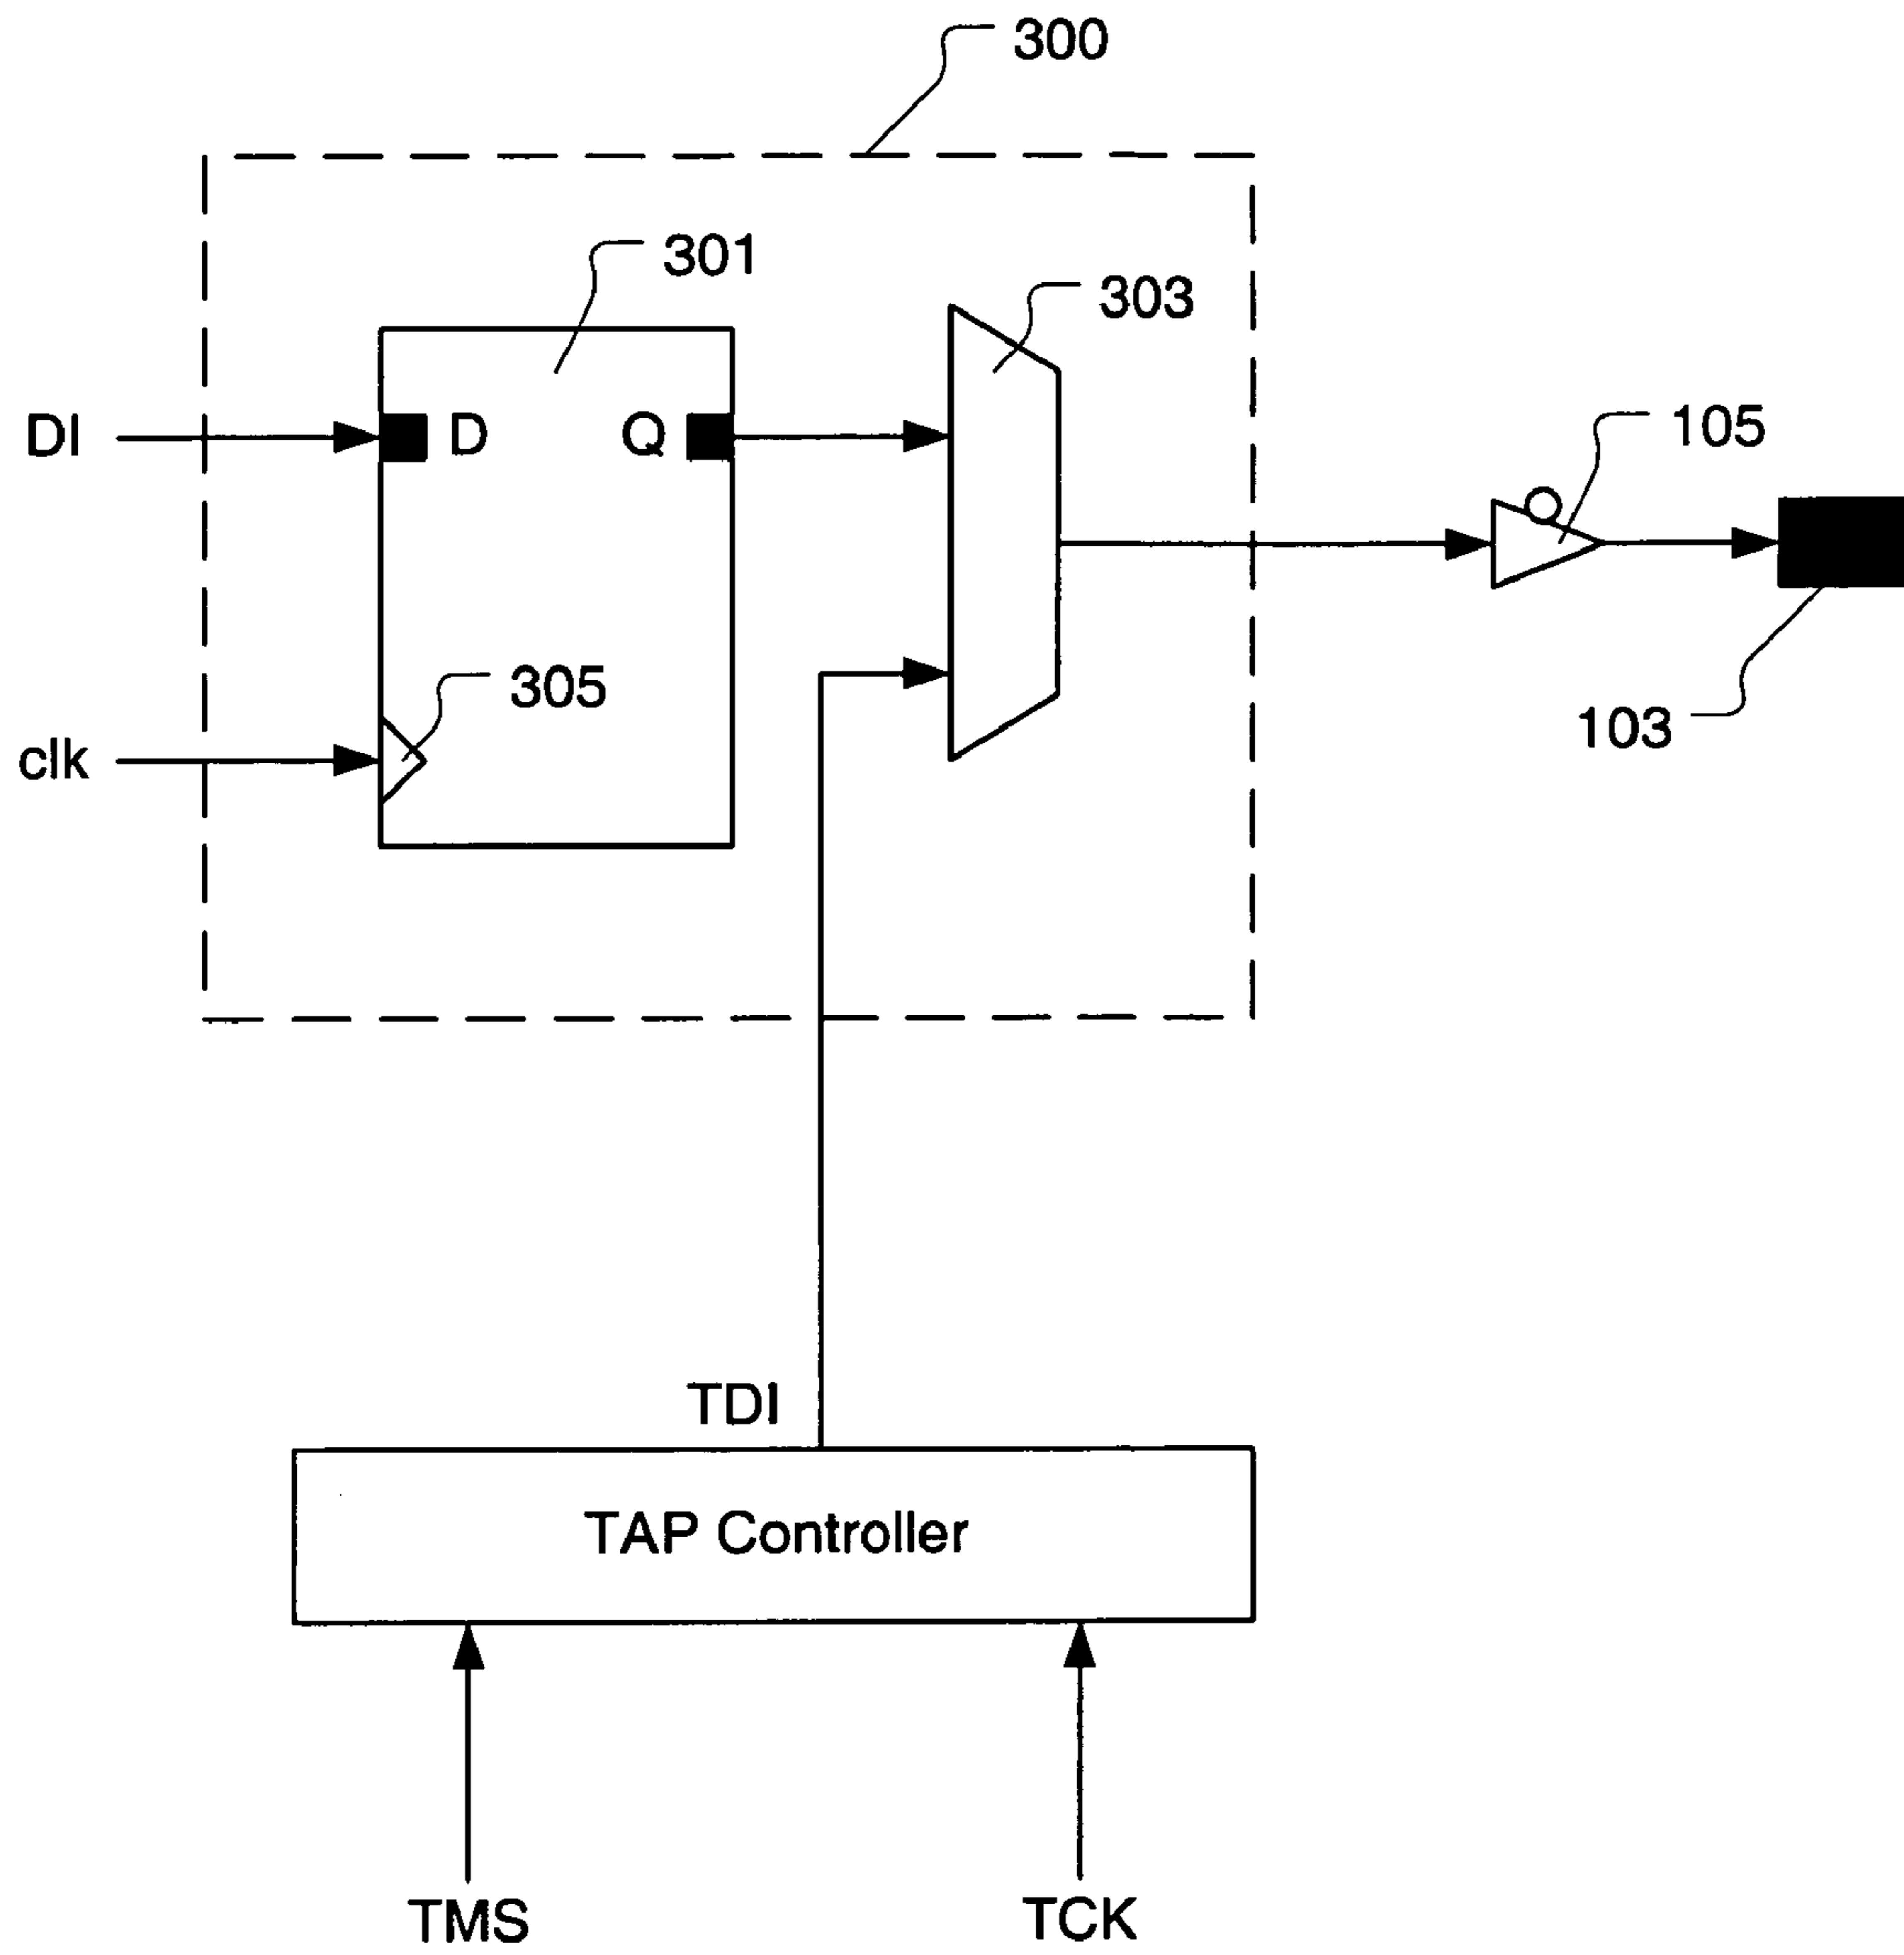 300
301
303
DI
D
Q
105
305
clk
103
TDI
TAP Controller
TMS
TCK